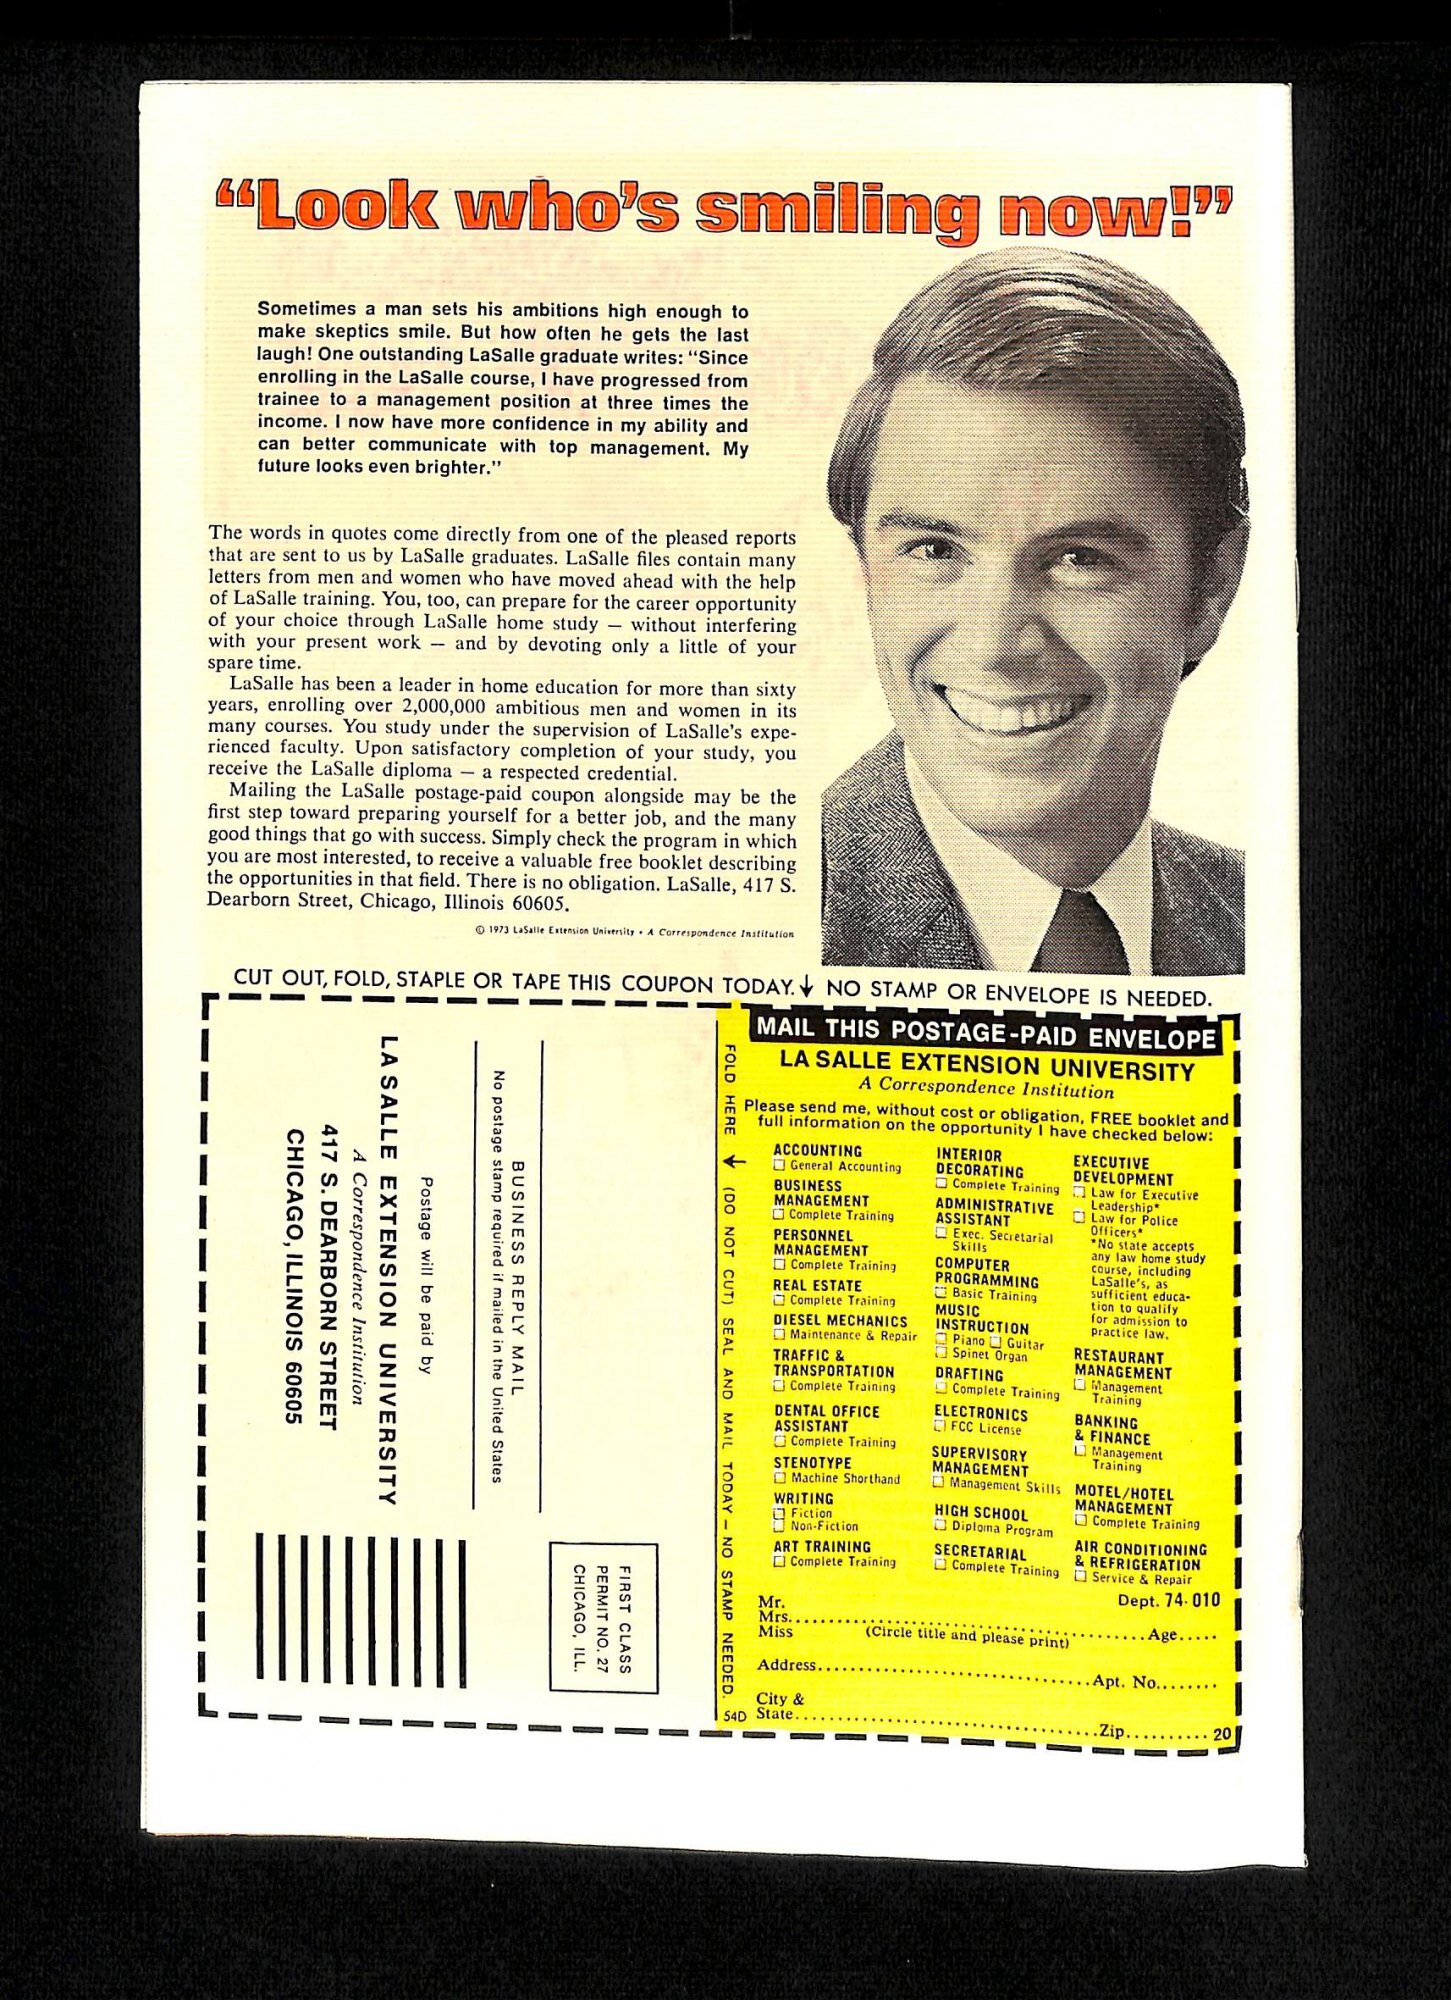 “Look who’s smiling now!”
Sometimes a man sets his ambitions high enough to
make skeptics smile. But how often he gets the last
laugh! One outstanding LaSalle graduate writes: “Since
enrolling in the LaSalle course, I have progressed from
trainee to a management position at three times the
income. I now have more confidence in my ability and
can better communicate with top management. My
future looks even brighter.”
The words in quotes come directly from one of the pleased reports
that are sent to us by LaSalle graduates. LaSalle files contain many
letters from men and women who have moved ahead with the help
of LaSalle training. You, too, can prepare for the career opportunity
of your choice through LaSalle home study — without interfering
with your present work — and by devoting only a little of your
spare time.
LaSalle has been a leader in home education for more than sixty
years, enrolling over 2,000,000 ambitious men and women in its
many courses. You study under the supervision of LaSalle’s expe-
rienced faculty. Upon satisfactory completion of your study, you
receive the LaSalle diploma — a respected credential.
Mailing the LaSalle postage-paid coupon alongside may be the
first step toward preparing yourself for a better job, and the many
good things that go with success. Simply check the program in which
you are most interested, to receive a valuable free booklet describing
the opportunities in that field. There is no obligation. LaSalle, 417 S.
Dearborn Street, Chicago, Illinois 60605.
© 1973 LaSalle Extension University • A Correspondence Institution
CUT OUT, FOLD, STAPLE OR TAPE THIS COUPON TODAY.↓ NO STAMP OR ENVELOPE IS NEEDED.
FIRST CLASS
PERMIT NO. 27
CHICAGO, ILL.
BUSINESS REPLY MAIL
No postage stamp required if mailed in the United States
Postage will be paid by
LA SALLE EXTENSION UNIVERSITY
A Correspondence Institution
417 S. DEARBORN STREET
CHICAGO, ILLINOIS 60605
FOLD HERE ↓ (DO NOT CUT) SEAL AND MAIL TODAY — NO STAMP NEEDED.
54D
MAIL THIS POSTAGE-PAID ENVELOPE
LA SALLE EXTENSION UNIVERSITY
A Correspondence Institution
Please send me, without cost or obligation, FREE booklet and
full information on the opportunity I have checked below:
ACCOUNTING
☐ General Accounting
BUSINESS
MANAGEMENT
☐ Complete Training
PERSONNEL
MANAGEMENT
☐ Complete Training
REAL ESTATE
☐ Complete Training
DIESEL MECHANICS
☐ Maintenance & Repair
TRAFFIC &
TRANSPORTATION
☐ Complete Training
DENTAL OFFICE
ASSISTANT
☐ Complete Training
STENOTYPE
☐ Machine Shorthand
WRITING
☐ Fiction
☐ Non-Fiction
ART TRAINING
☐ Complete Training
INTERIOR
DECORATING
☐ Complete Training
ADMINISTRATIVE
ASSISTANT
☐ Exec. Secretarial
Skills
COMPUTER
PROGRAMMING
☐ Basic Training
MUSIC
INSTRUCTION
☐ Piano ☐ Guitar
☐ Spinet Organ
DRAFTING
☐ Complete Training
ELECTRONICS
☐ FCC License
SUPERVISORY
MANAGEMENT
☐ Management Skills
HIGH SCHOOL
☐ Diploma Program
SECRETARIAL
☐ Complete Training
EXECUTIVE
DEVELOPMENT
☐ Law for Executive
Leadership*
☐ Law for Police
Officers*
*No state accepts
any law home study
course, including
LaSalle’s, as
sufficient educa-
tion to qualify
for admission to
practice law.
RESTAURANT
MANAGEMENT
☐ Management
Training
BANKING
& FINANCE
☐ Management
Training
MOTEL/HOTEL
MANAGEMENT
☐ Complete Training
AIR CONDITIONING
& REFRIGERATION
☐ Service & Repair
Dept. 74-010
Mr.
Mrs. ........ Age.....
Miss (Circle title and please print)
Address........ Apt. No........
City &
State........ Zip.......... 20